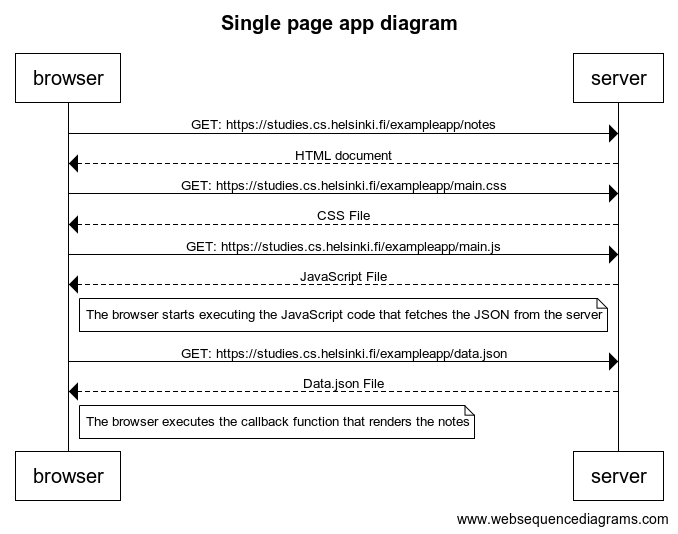 Single page app diagram
browser
server
GET: https://studies.cs.helsinki.fi/exampleapp/notes
HTML document
GET: https://studies.cs.helsinki.fi/exampleapp/main.css
CSS File
GET: https://studies.cs.helsinki.fi/exampleapp/main.js
JavaScript File
The browser starts executing the JavaScript code that fetches the JSON from the server
GET: https://studies.cs.helsinki.fi/exampleapp/data.json
Data.json File
The browser executes the callback function that renders the notes
browser
server
www.websequencediagrams.com